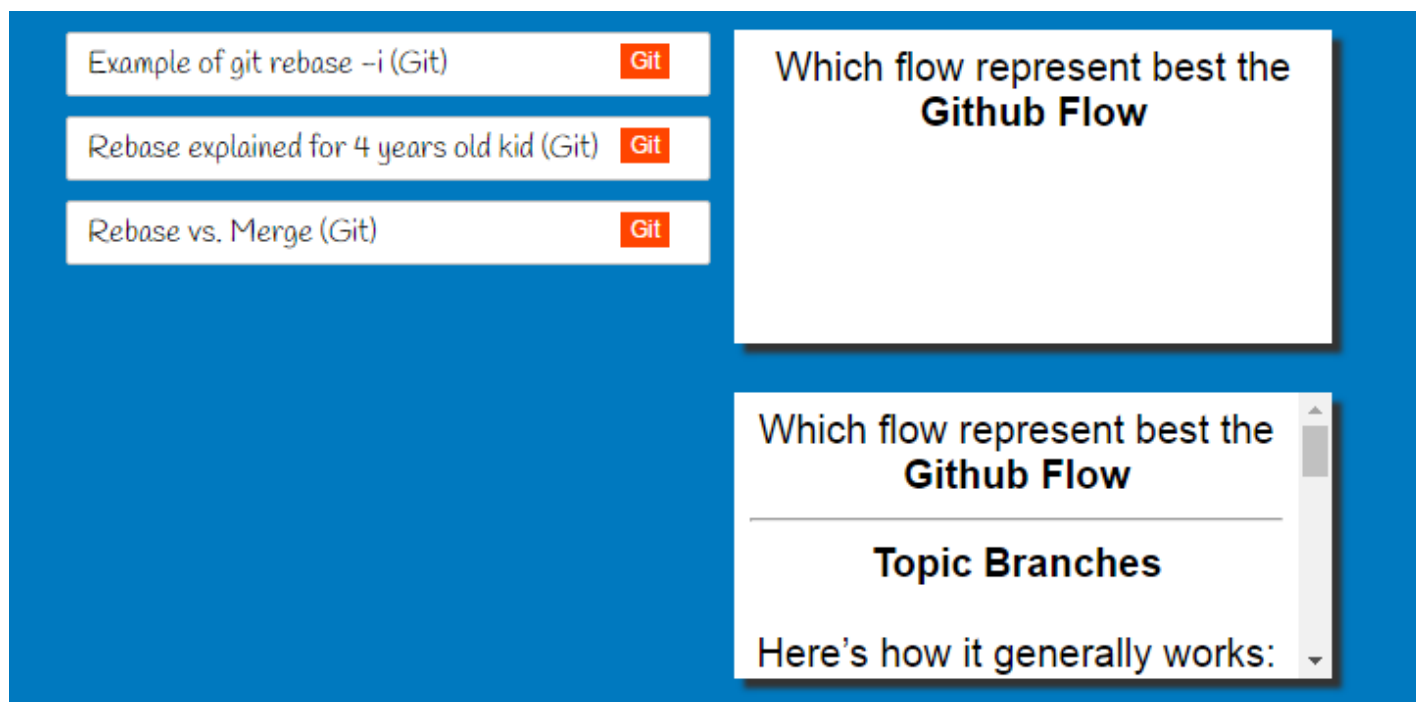 Example of git rebase –i (Git) Git
Rebase explained for 4 years old kid (Git) Git
Rebase vs. Merge (Git) Git
Which flow represent best the
Github Flow
Which flow represent best the
Github Flow
Topic Branches
Here’s how it generally works: